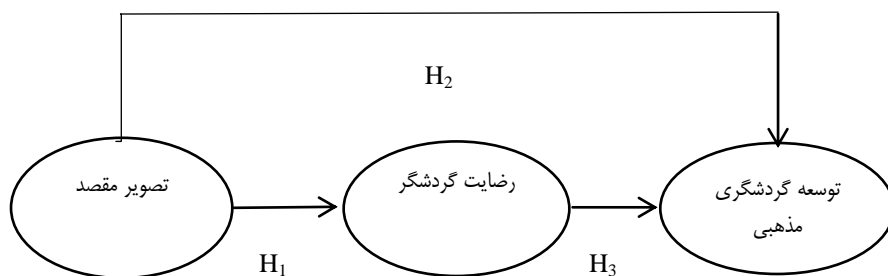 H₂
تصویر مقصد
رضایت گردشگر
توسعه گردشگری
مذهبی
H₁
H₃